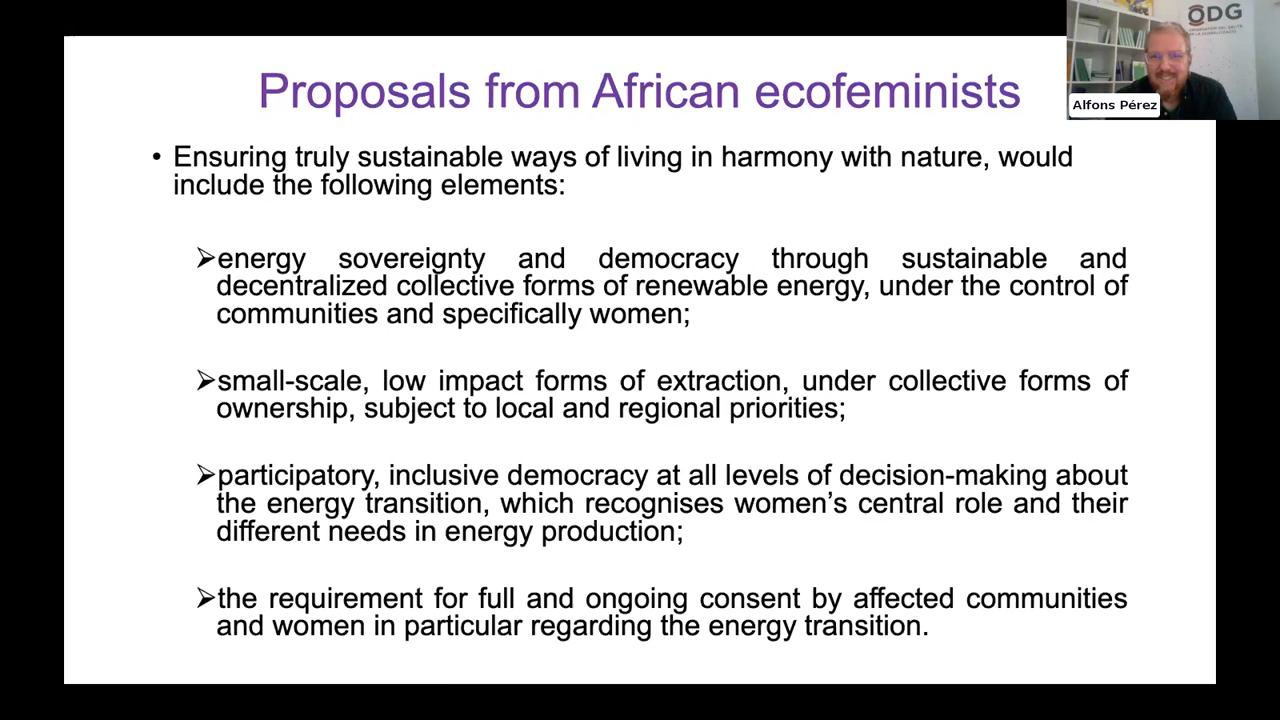 ODG
Alfons Pérez
Proposals from African ecofeminists
• Ensuring truly sustainable ways of living in harmony with nature, would
include the following elements:
➢energy sovereignty and democracy through sustainable and
decentralized collective forms of renewable energy, under the control of
communities and specifically women;
➢small-scale, low impact forms of extraction, under collective forms of
ownership, subject to local and regional priorities;
➢participatory, inclusive democracy at all levels of decision-making about
the energy transition, which recognises women’s central role and their
different needs in energy production;
➢the requirement for full and ongoing consent by affected communities
and women in particular regarding the energy transition.